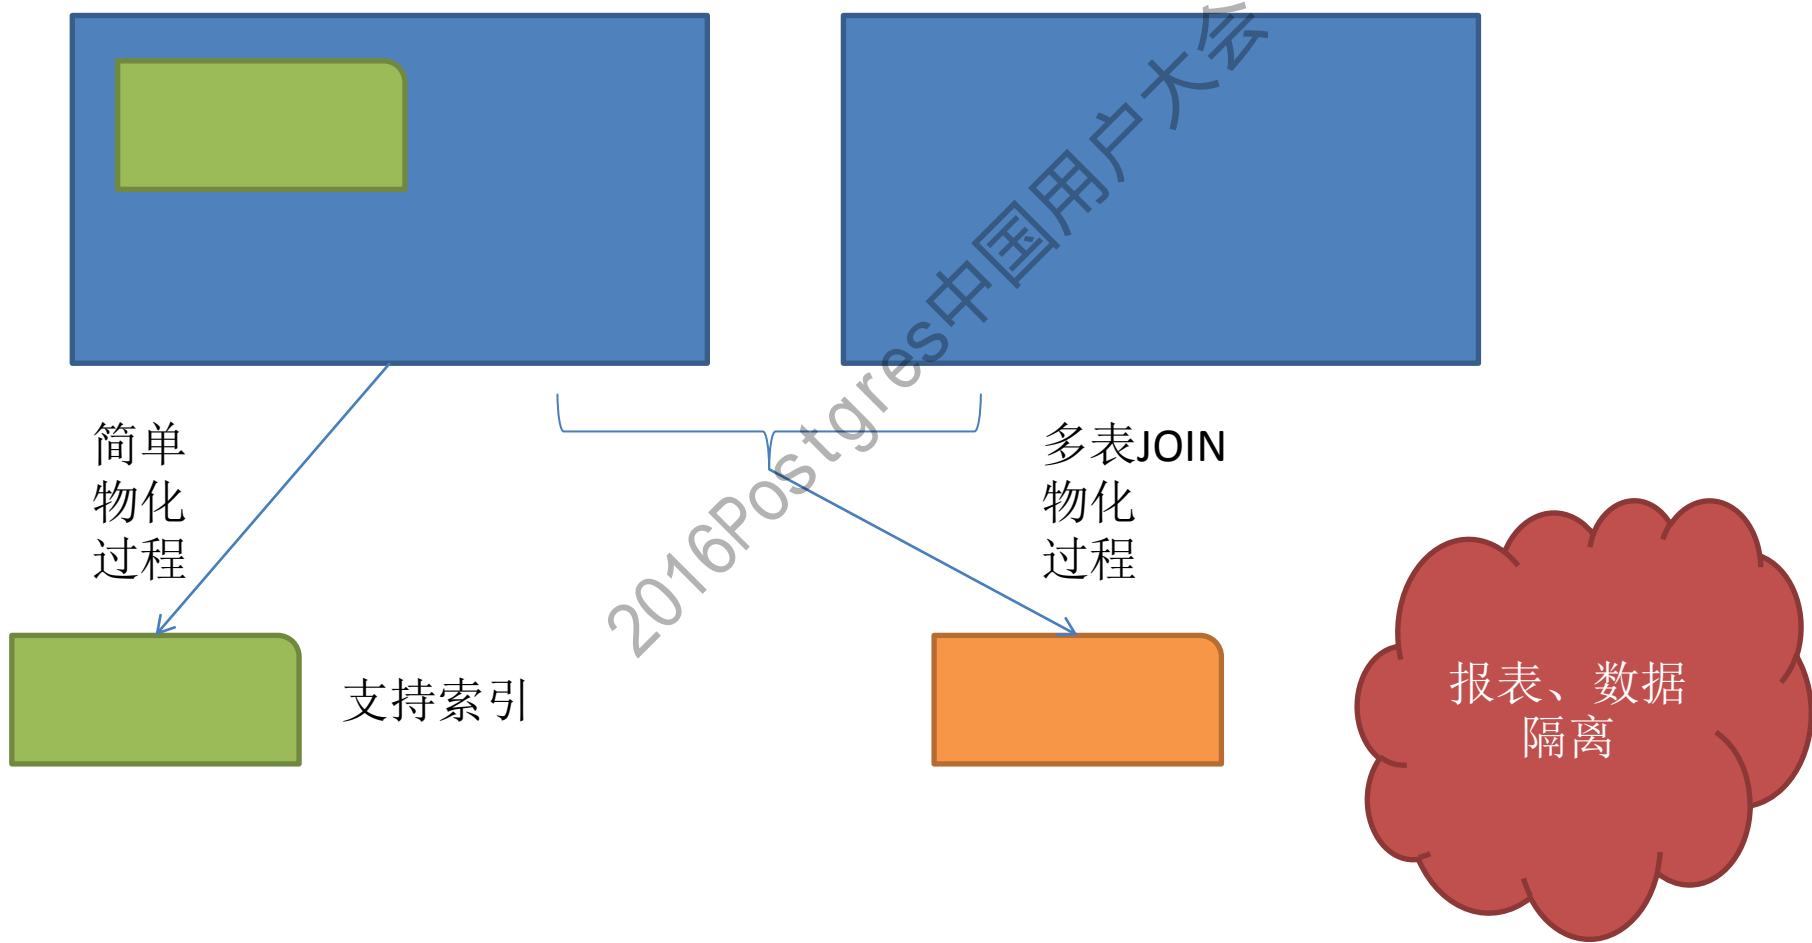 2016Postgres中国用户大会
简单
物化
过程
多表JOIN
物化
过程
支持索引
报表、数据
隔离